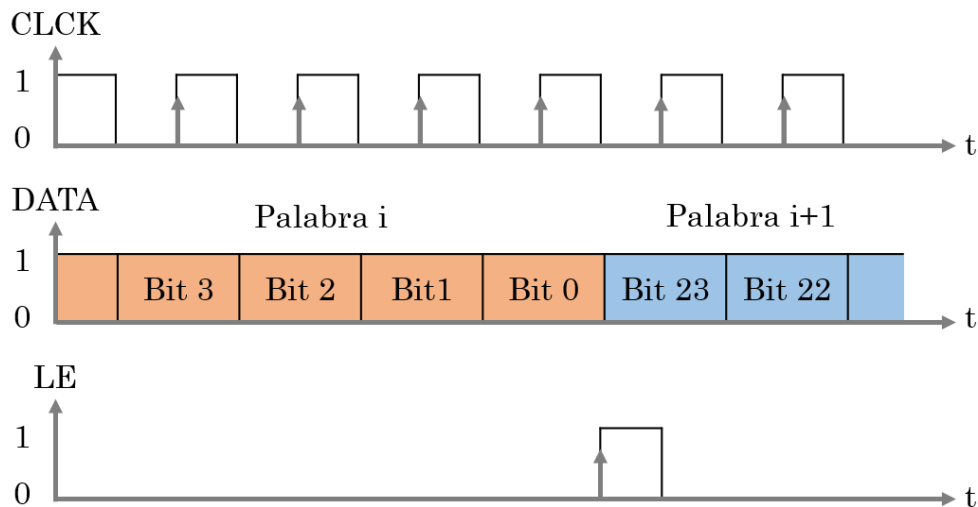 CLCK
1
0
t
DATA
Palabra i
Palabra i+1
1
Bit 3
Bit 2
Bit1
Bit 0
Bit 23
Bit 22
0
t
LE
1
0
t